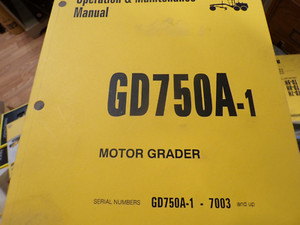 Operation & Maintenance
Manual
GD750A-1
MOTOR GRADER
SERIAL NUMBERS GD750A-1 - 7003 and up